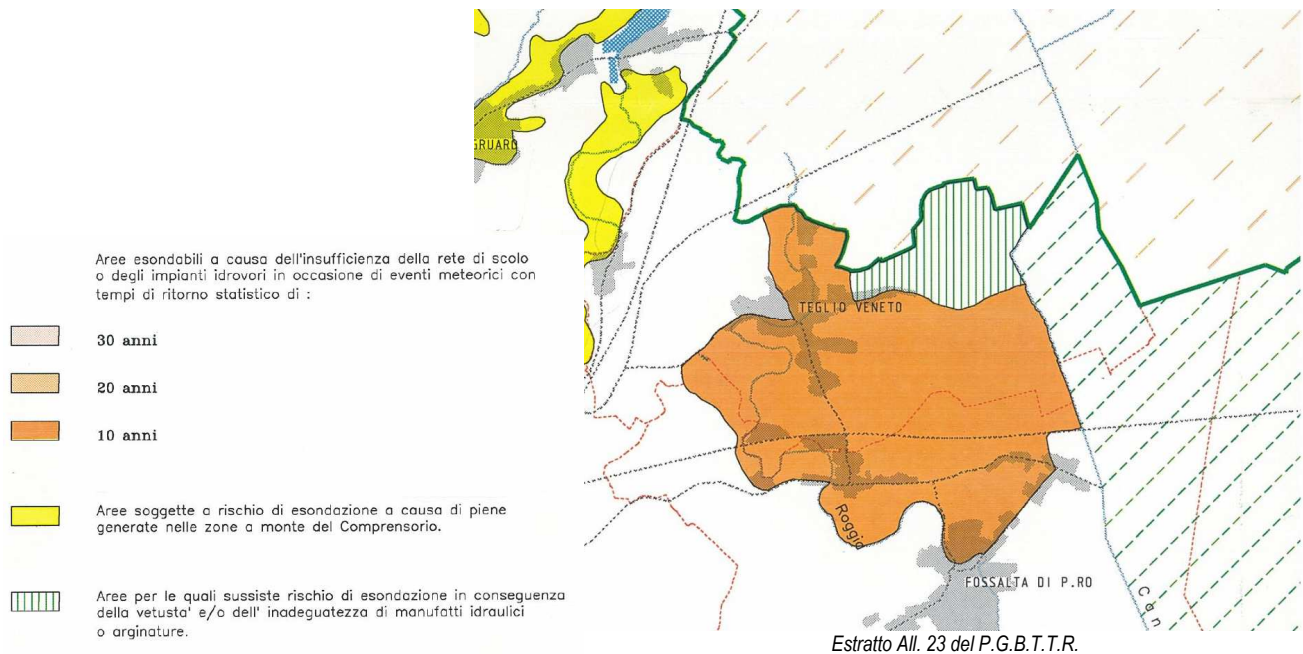 Aree esondabili a causa dell'insufficienza della rete di scolo
o degli impianti idrovori in occasione di eventi meteorici con
tempi di ritorno statistico di :
30 anni
20 anni
10 anni
Aree soggette a rischio di esondazione a causa di piene
generate nelle zone a monte del Comprensorio.
Aree per le quali sussiste rischio di esondazione in conseguenza
della vetusta' e/o dell' inadeguatezza di manufatti idraulici
o arginature.
GRUARO
TEGLIO VENETO
Roggia
FOSSALTA DI P.RO
Can
Estratto All. 23 del P.G.B.T.T.R.